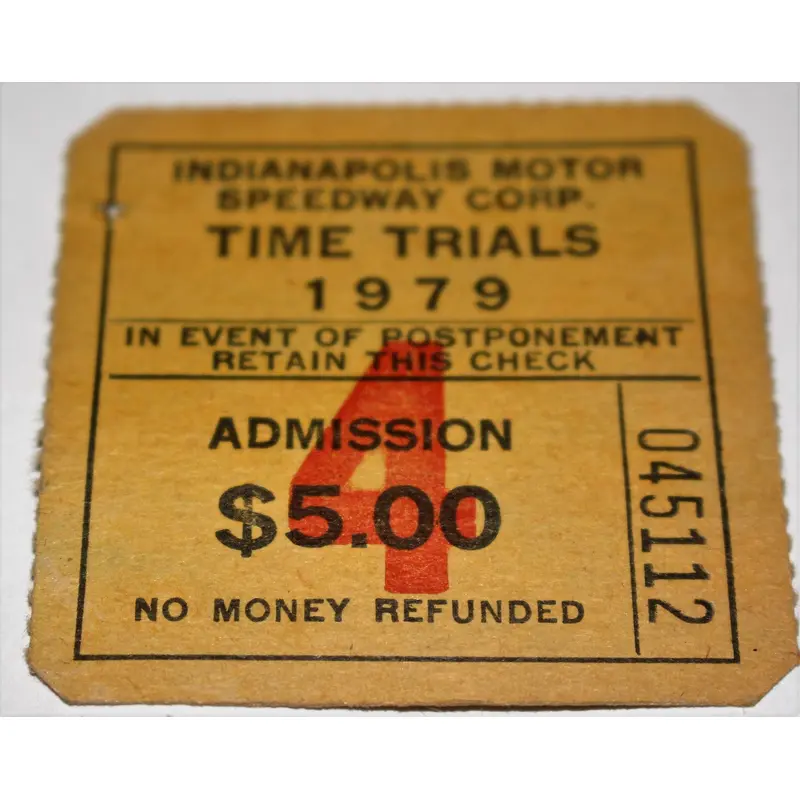 INDIANAPOLIS MOTOR
SPEEDWAY CORP.
TIME TRIALS
1979
IN EVENT OF POSTPONEMENT
RETAIN THIS CHECK
4
ADMISSION
$5.00
NO MONEY REFUNDED
045112